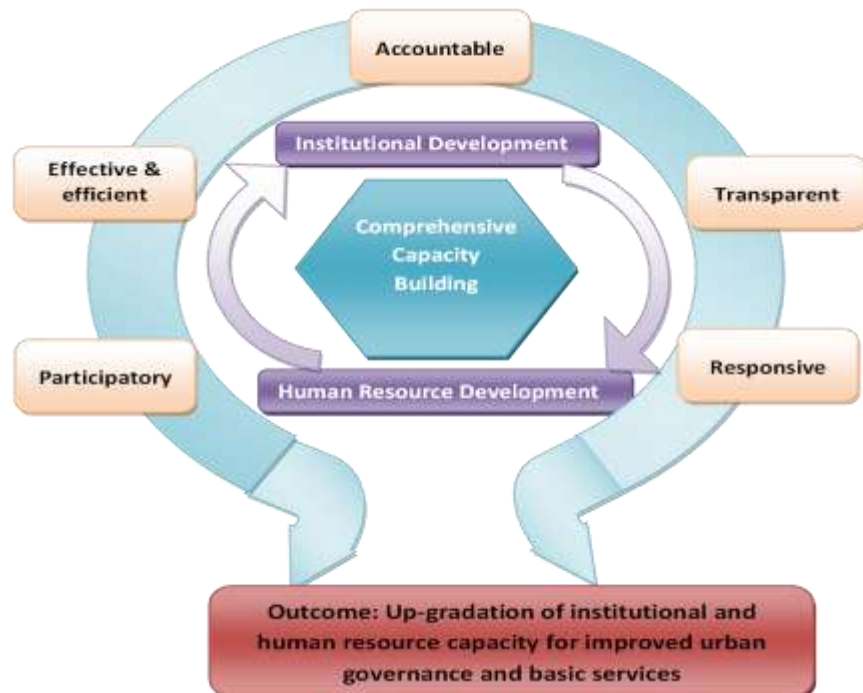 Accountable
Institutional Development
Effective &
efficient
Transparent
Comprehensive
Capacity
Building
Participatory
Responsive
Human Resource Development
Outcome: Up-gradation of institutional and
human resource capacity for improved urban
governance and basic services